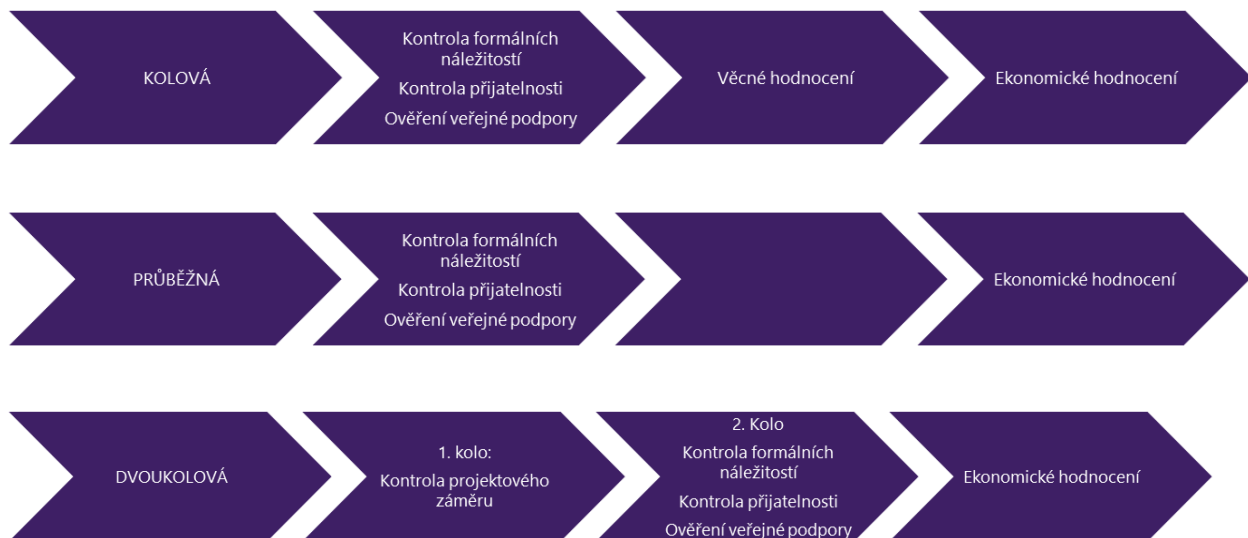 KOLOVÁ
Kontrola formálních
náležitostí
Kontrola přijatelnosti
Ověření veřejné podpory
Věcné hodnocení
Ekonomické hodnocení
PRŮBĚŽNÁ
Kontrola formálních
náležitostí
Kontrola přijatelnosti
Ověření veřejné podpory
Ekonomické hodnocení
DVOUKOLOVÁ
1. kolo:
Kontrola projektového
záměru
2. Kolo
Kontrola formálních
náležitostí
Kontrola přijatelnosti
Ověření veřejné podpory
Ekonomické hodnocení